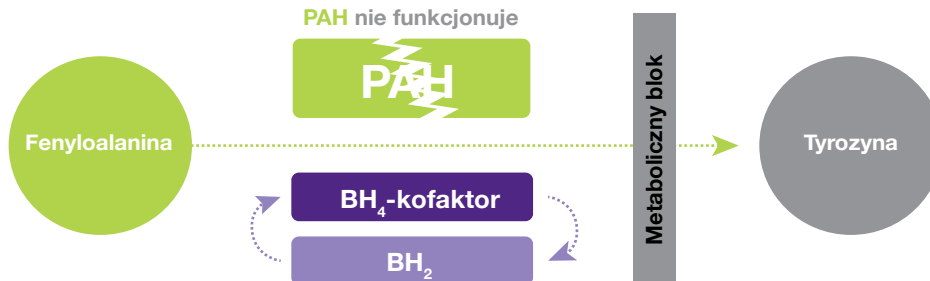 PAH nie funkcjonuje
PAH
Fenyloalanina
Metaboliczny blok
Tyrozyna
BH₄-kofaktor
BH₂